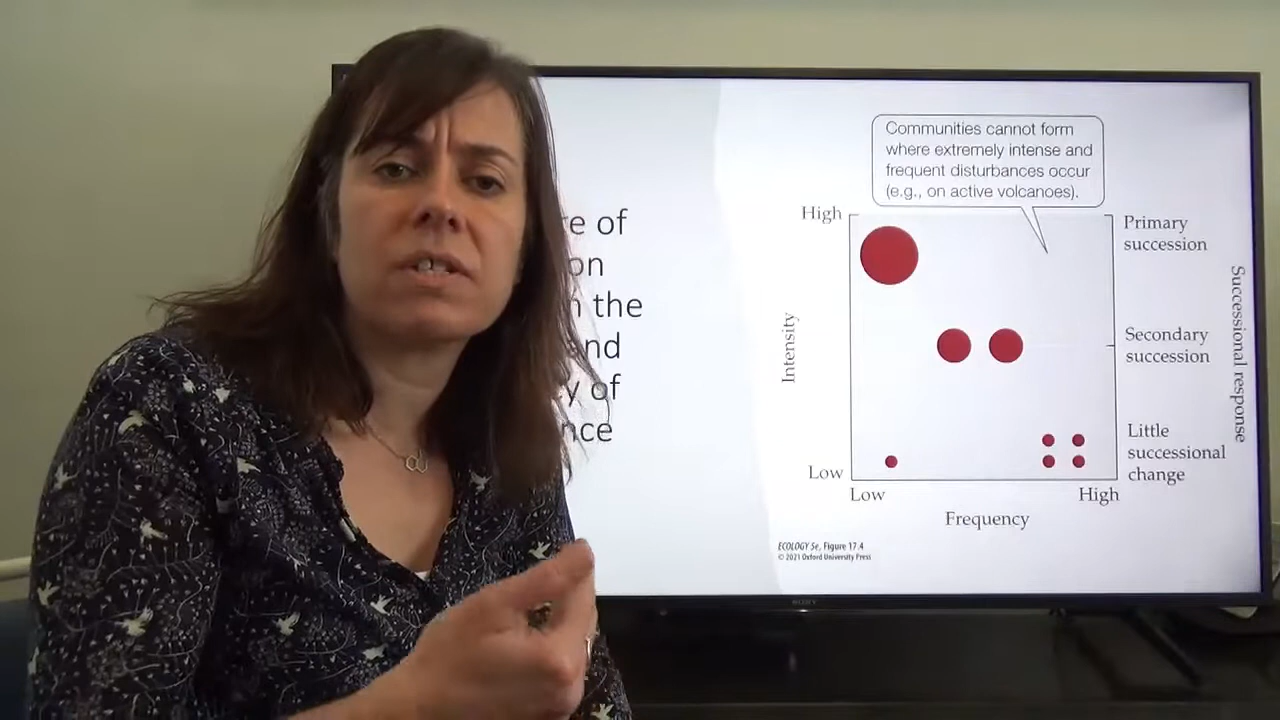 e of
on
the
nd
y of
nce
Communities cannot form
where extremely intense and
frequent disturbances occur
(e.g., on active volcanoes).
High
Intensity
Low
Low
High
Frequency
Primary
succession
Secondary
succession
Little
successional
change
Successional response
ECOLOGY 5e, Figure 17.4
© 2021 Oxford University Press
SONY